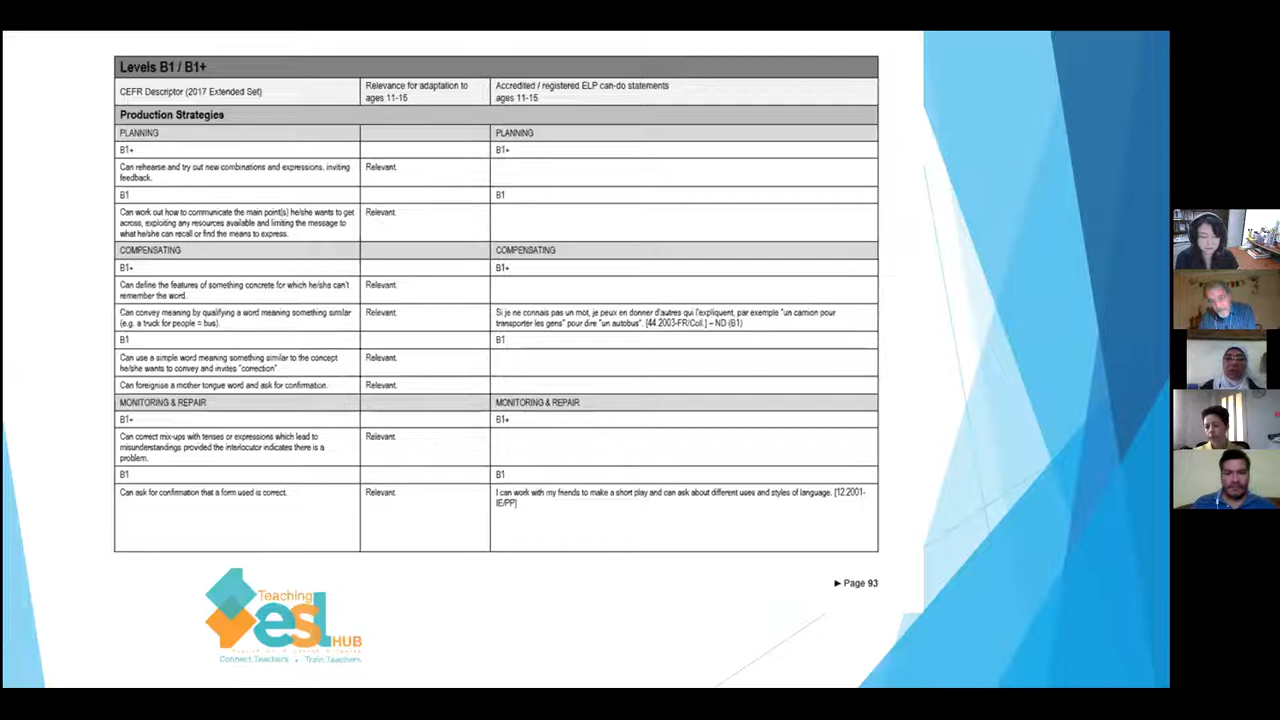 Levels B1 / B1+
CEFR Descriptor (2017 Extended Set)
Relevance for adaptation to
ages 11-15
Accredited / registered ELP can-do statements
ages 11-15
Production Strategies
PLANNING
PLANNING
B1+
B1+
Can rehearse and try out new combinations and expressions, inviting
feedback.
Relevant.
B1
B1
Can work out how to communicate the main point(s) he/she wants to get
across, exploiting any resources available and limiting the message to
what he/she can recall or find the means to express.
Relevant.
COMPENSATING
COMPENSATING
B1+
B1+
Can define the features of something concrete for which he/she can't
remember the word.
Relevant.
Can convey meaning by qualifying a word meaning something similar
(e.g. a truck for people = bus).
Relevant.
Si je ne connais pas un mot, je peux en donner d'autres qui l'expliquent, par exemple "un camion pour
transporter les gens" pour dire "un autobus". [44.2003-FR/Coll.] – ND (B1)
B1
B1
Can use a simple word meaning something similar to the concept
he/she wants to convey and invites "correction"
Relevant.
Can foreignise a mother tongue word and ask for confirmation.
Relevant.
MONITORING & REPAIR
MONITORING & REPAIR
B1+
B1+
Can correct mix-ups with tenses or expressions which lead to
misunderstandings provided the interlocutor indicates there is a
problem.
Relevant.
B1
B1
Can ask for confirmation that a form used is correct.
Relevant.
I can work with my friends to make a short play and can ask about different uses and styles of language. [12.2001-
IE/PP]
► Page 93
Teaching
esl HUB
Connect Teachers . Train Teachers